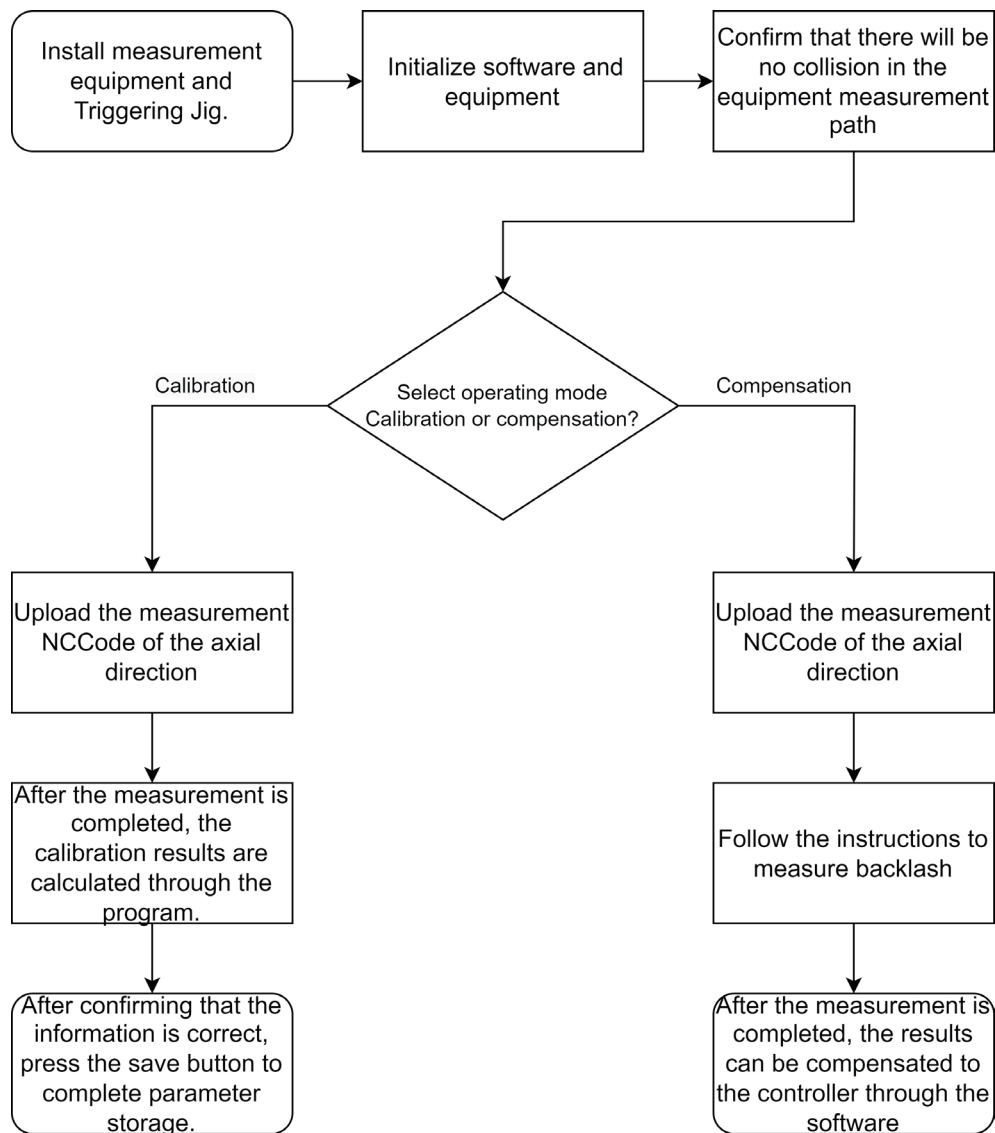 Install measurement
equipment and
Triggering Jig.
Initialize software and
equipment
Confirm that there will be
no collision in the
equipment measurement
path
Select operating mode
Calibration or compensation?
Calibration
Compensation
Upload the measurement
NCCode of the axial
direction
After the measurement is
completed, the
calibration results are
calculated through the
program.
After confirming that the
information is correct,
press the save button to
complete parameter
storage.
Upload the measurement
NCCode of the axial
direction
Follow the instructions to
measure backlash
After the measurement is
completed, the results
can be compensated to
the controller through the
software